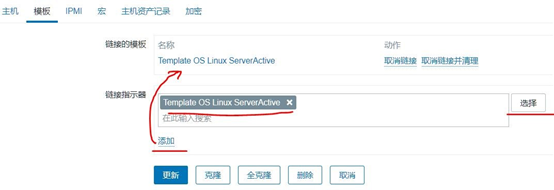 主机 模板 IPMI 宏 主机资产记录 加密
链接的模板 名称 动作
Template OS Linux ServerActive 取消链接 取消链接并清理
链接指示器 Template OS Linux ServerActive × 选择
在此输入搜索
添加
更新 克隆 全克隆 删除 取消